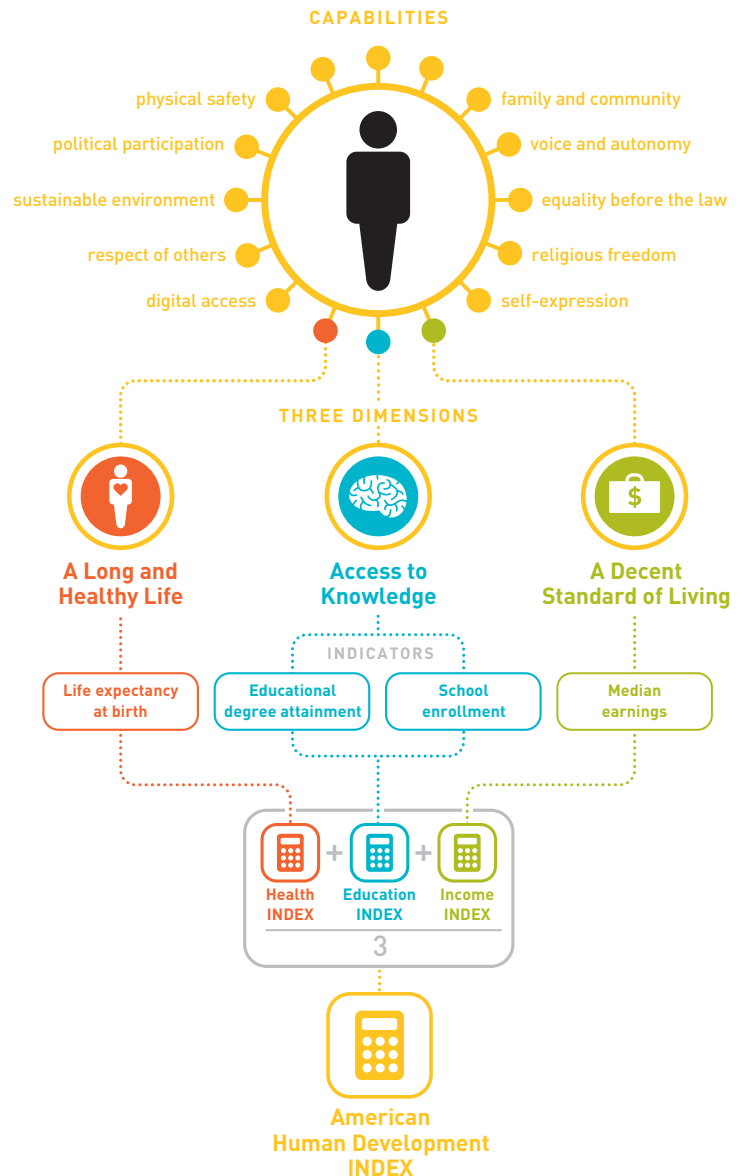 CAPABILITIES
physical safety
family and community
political participation
voice and autonomy
sustainable environment
equality before the law
respect of others
religious freedom
digital access
self-expression
THREE DIMENSIONS
$
A Long and
Healthy Life
Access to
Knowledge
A Decent
Standard of Living
INDICATORS
Life expectancy
at birth
Educational
degree attainment
School
enrollment
Median
earnings
+ +
Health
INDEX
Education
INDEX
Income
INDEX
3
American
Human Development
INDEX